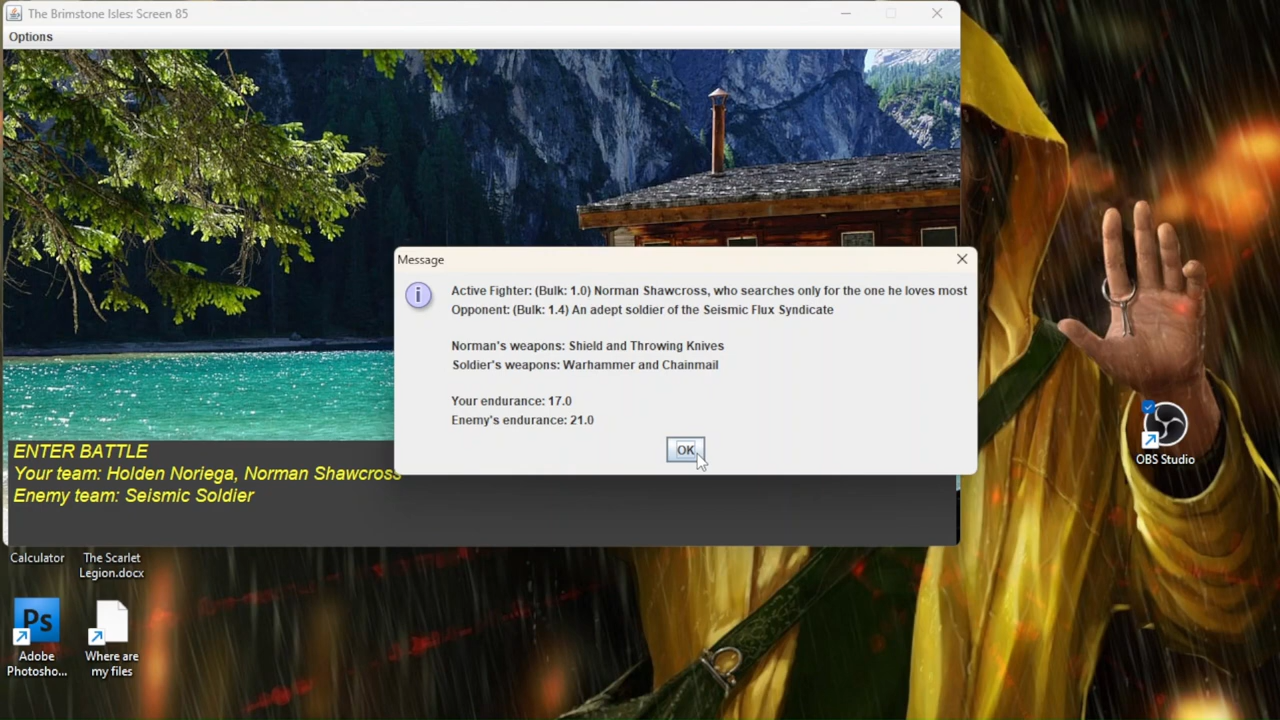 The Brimstone Isles: Screen 85
Options
Message
Active Fighter: (Bulk: 1.0) Norman Shawcross, who searches only for the one he loves most
Opponent: (Bulk: 1.4) An adept soldier of the Seismic Flux Syndicate
Norman's weapons: Shield and Throwing Knives
Soldier's weapons: Warhammer and Chainmail
Your endurance: 17.0
Enemy's endurance: 21.0
OK
ENTER BATTLE
Your team: Holden Noriega, Norman Shawcross
Enemy team: Seismic Soldier
OBS Studio
Calculator
The Scarlet
Legion.docx
Ps
Adobe
Photosho...
Where are
my files